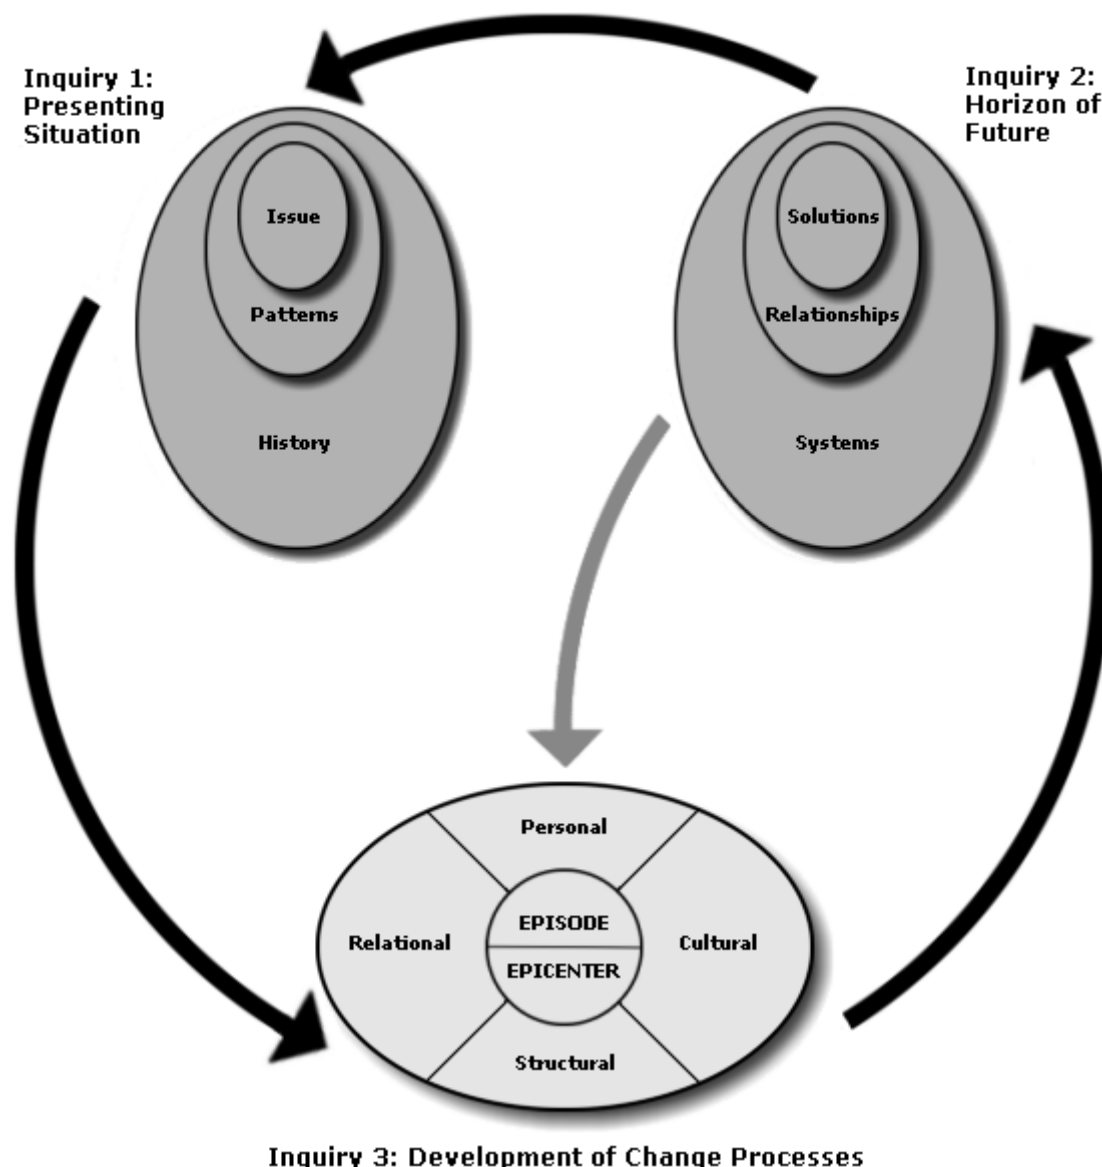 Inquiry 1:
Presenting
Situation
Inquiry 2:
Horizon of
Future
Issue
Patterns
History
Solutions
Relationships
Systems
Personal
Relational
EPISODE
EPICENTER
Cultural
Structural
Inquiry 3: Development of Change Processes